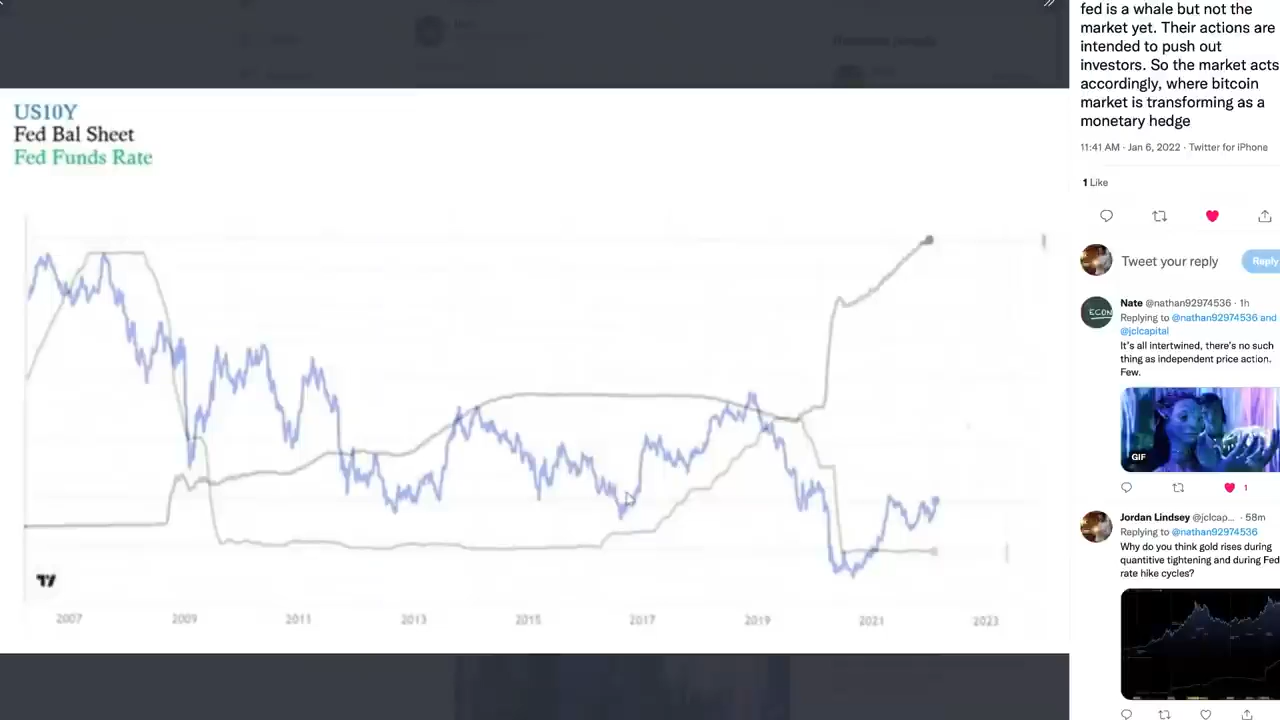 US10Y
Fed Bal Sheet
Fed Funds Rate
2007
2009
2011
2013
2015
2017
2019
2021
2023
fed is a whale but not the
market yet. Their actions are
intended to push out
investors. So the market acts
accordingly, where bitcoin
market is transforming as a
monetary hedge
11:41 AM · Jan 6, 2022 · Twitter for iPhone
1 Like
Tweet your reply
Reply
Nate @nathan92974536 · 1h
Replying to @nathan92974536 and
@jclcapital
It's all intertwined, there's no such
thing as independent price action.
Few.
ECON
GIF
1
Jordan Lindsey @jclcap... · 58m
Replying to @nathan92974536
Why do you think gold rises during
quantitive tightening and during Fed
rate hike cycles?